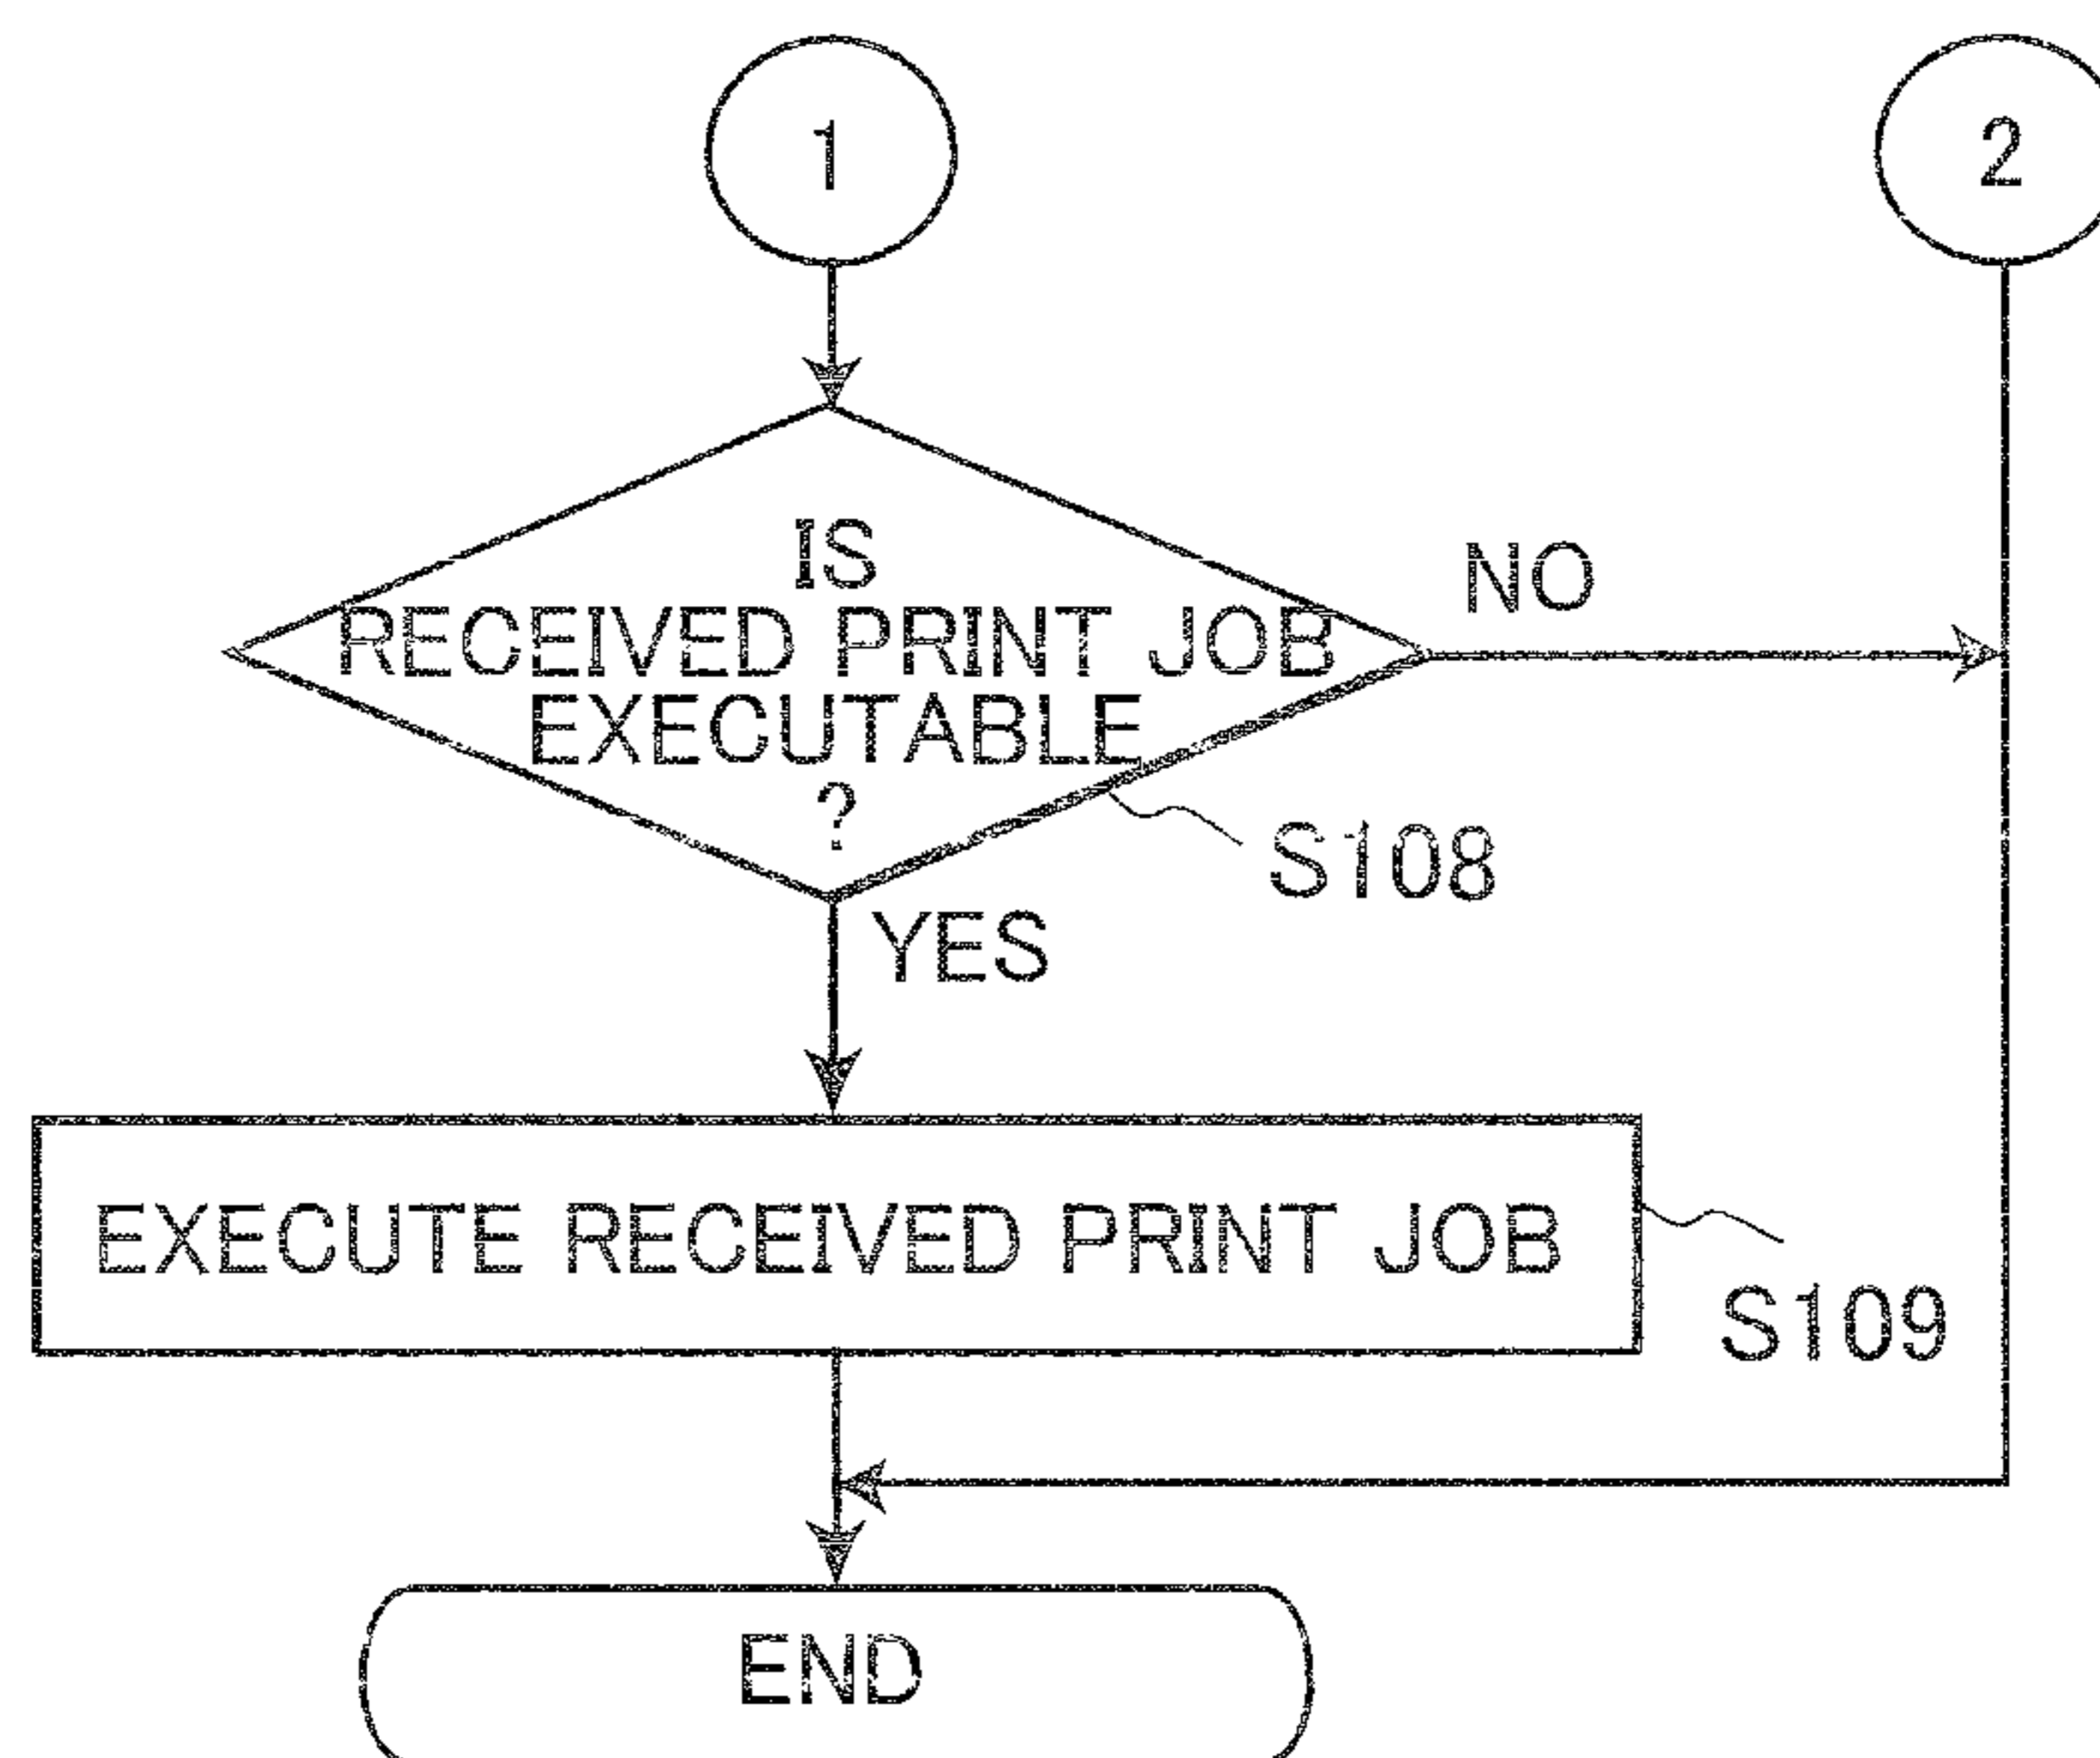 1
2
IS
RECEIVED PRINT JOB
EXECUTABLE
?
NO
S108
YES
EXECUTE RECEIVED PRINT JOB
S109
END